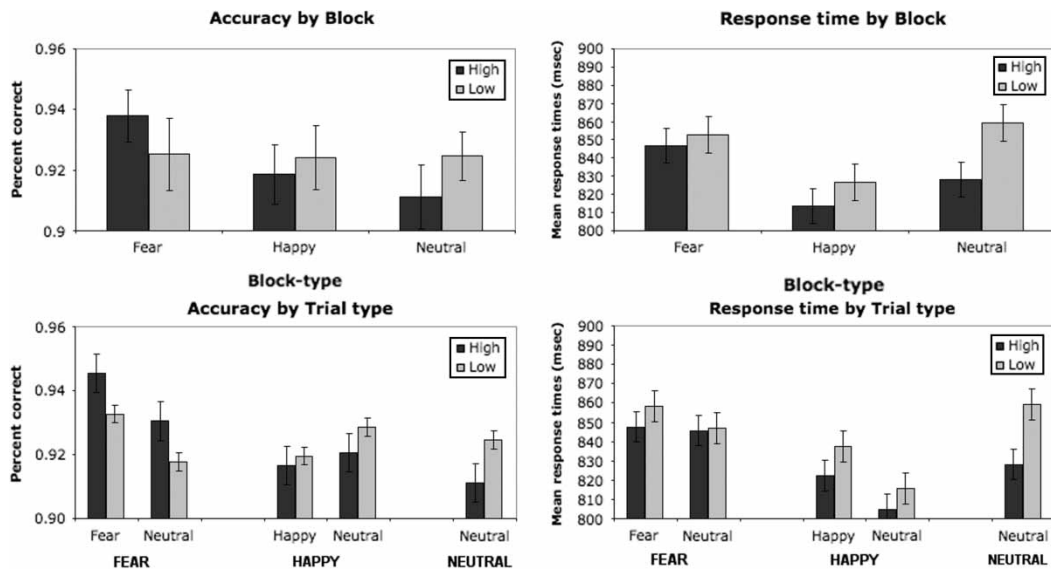 Accuracy by Block
Percent correct
0.96
0.94
0.92
0.9
High
Low
Fear
Happy
Neutral
Block-type
Response time by Block
Mean response times (msec)
900
890
880
870
860
850
840
830
820
810
800
High
Low
Fear
Happy
Neutral
Block-type
Accuracy by Trial type
Percent correct
0.96
0.94
0.92
0.90
High
Low
Fear Neutral Happy Neutral Neutral
FEAR HAPPY NEUTRAL
Response time by Trial type
Mean response times (msec)
900
880
860
840
820
800
High
Low
Fear Neutral Happy Neutral Neutral
FEAR HAPPY NEUTRAL